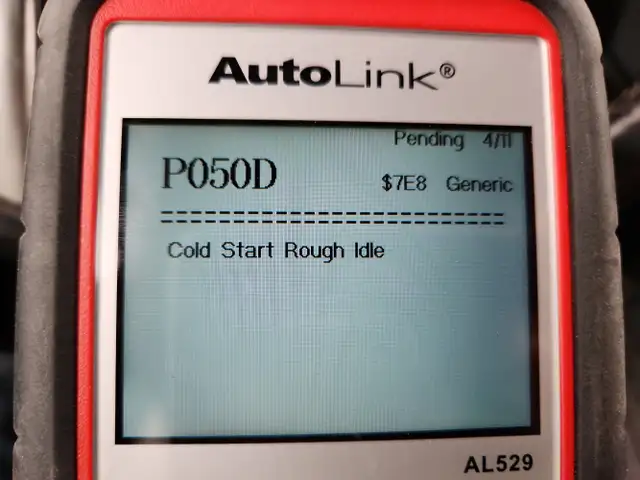 AutoLink®
Pending 4/11
P050D $7E8 Generic
=============================
Cold Start Rough Idle
AL529